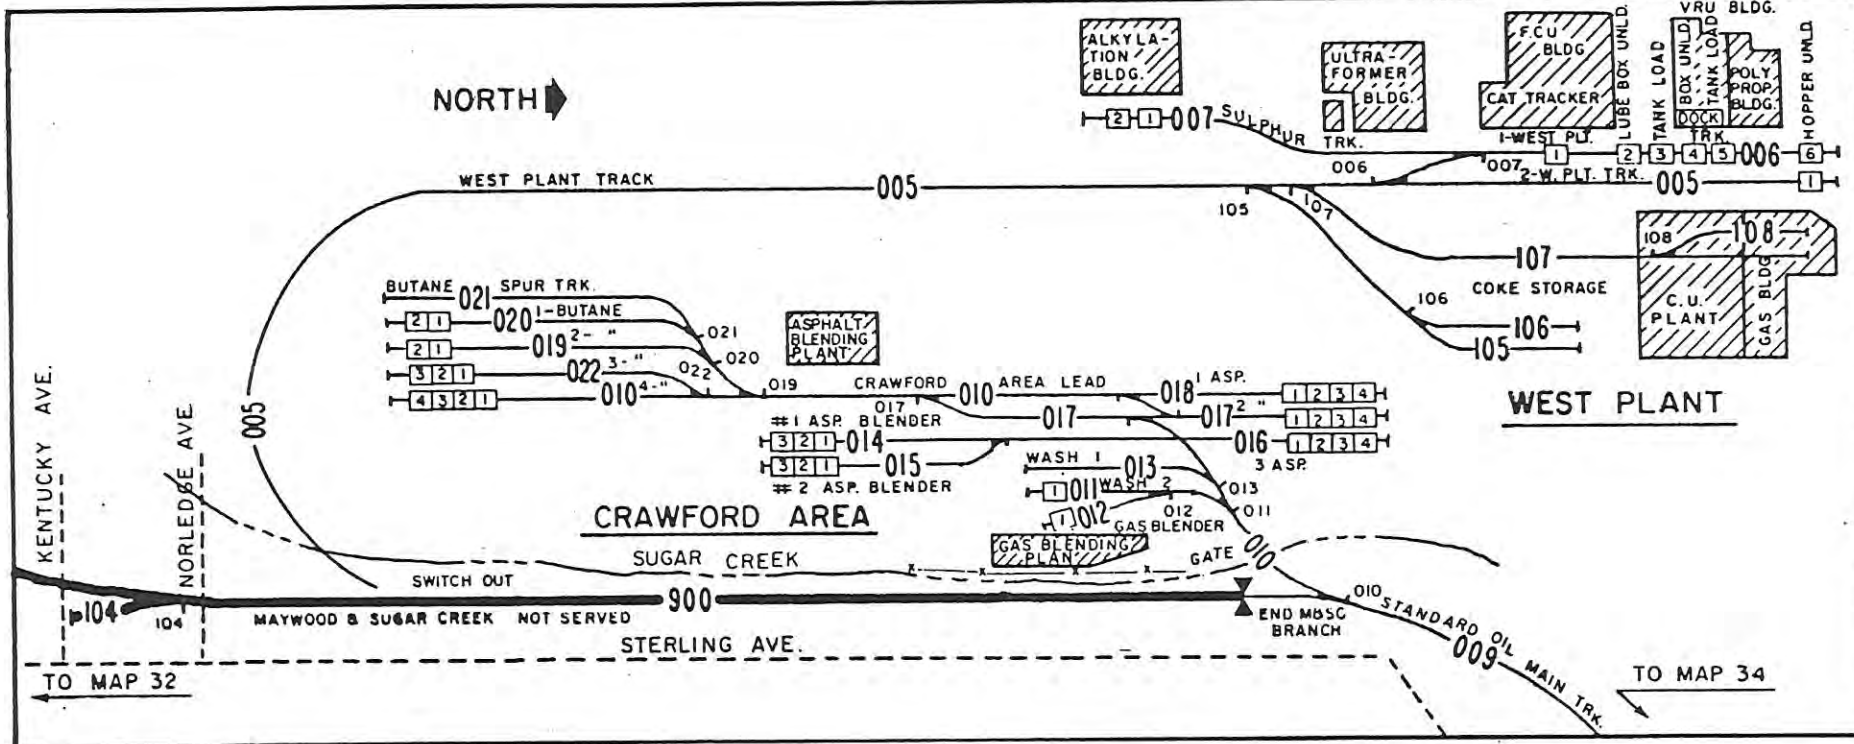 VRU BLDG.
ALKYLA-
TION
BLDG.
ULTRA-
FORMER
BLDG.
F.C.U
BLDG
CAT TRACKER
LUBE BOX UNLD.
TANK LOAD
BOX UNLD.
TANK LOAD
DOCK
POLY
PROP.
BLDG.
HOPPER UNLD.
NORTH
2 1 007 SULPHUR TRK.
1-WEST PLT. TRK.
1 2 3 4 5 006 6
006
007
2-W. PLT. TRK. 005
1
WEST PLANT TRACK
005
105
107
107
108
108
COKE STORAGE
C.U.
PLANT
GAS BLDG
106
106
105
WEST PLANT
BUTANE 021 SPUR TRK.
2 1 020 1-BUTANE
2 1 019 2- "
3 2 1 022 3- "
4 3 2 1 010 4- "
021
020
022
019
ASPHALT
BLENDING
PLANT
CRAWFORD 010 AREA LEAD
018 1 ASP.
1 2 3 4
017
017
017 2 "
1 2 3 4
# 1 ASP. BLENDER
3 2 1 014
016
1 2 3 4
3 ASP.
3 2 1 015
# 2 ASP. BLENDER
WASH 1 013
013
1 011 WASH 2
011
1 012
012
GAS BLENDER
CRAWFORD AREA
GAS BLENDING
PLAN
GATE
010
005
KENTUCKY AVE.
NORLEDGE AVE.
SUGAR CREEK
SWITCH OUT
900
104
104
MAYWOOD & SUGAR CREEK NOT SERVED
END M&SC
BRANCH
010
STANDARD OIL MAIN TRK.
009
STERLING AVE.
TO MAP 32
TO MAP 34